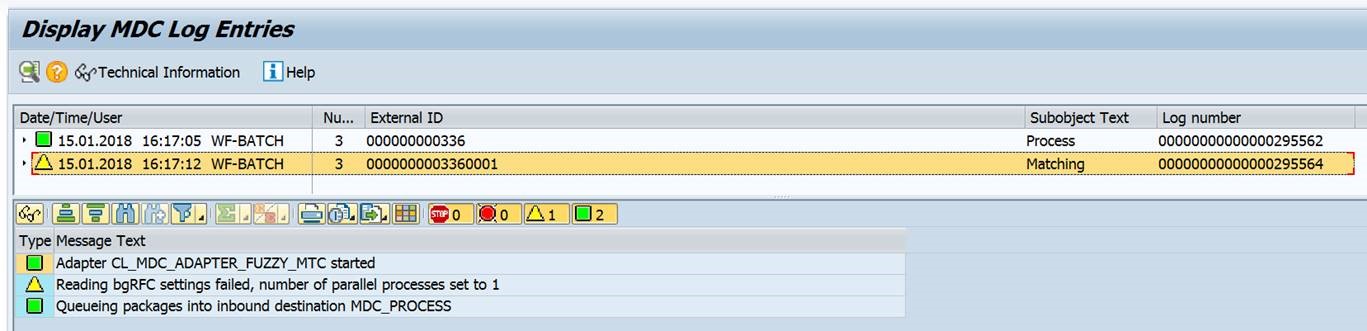 Display MDC Log Entries
Technical Information Help
Date/Time/User Nu... External ID Subobject Text Log number
15.01.2018 16:17:05 WF-BATCH 3 000000000336 Process 00000000000000295562
15.01.2018 16:17:12 WF-BATCH 3 0000000003360001 Matching 00000000000000295564
STOP 0 0 1 2
Type Message Text
Adapter CL_MDC_ADAPTER_FUZZY_MTC started
Reading bgRFC settings failed, number of parallel processes set to 1
Queueing packages into inbound destination MDC_PROCESS